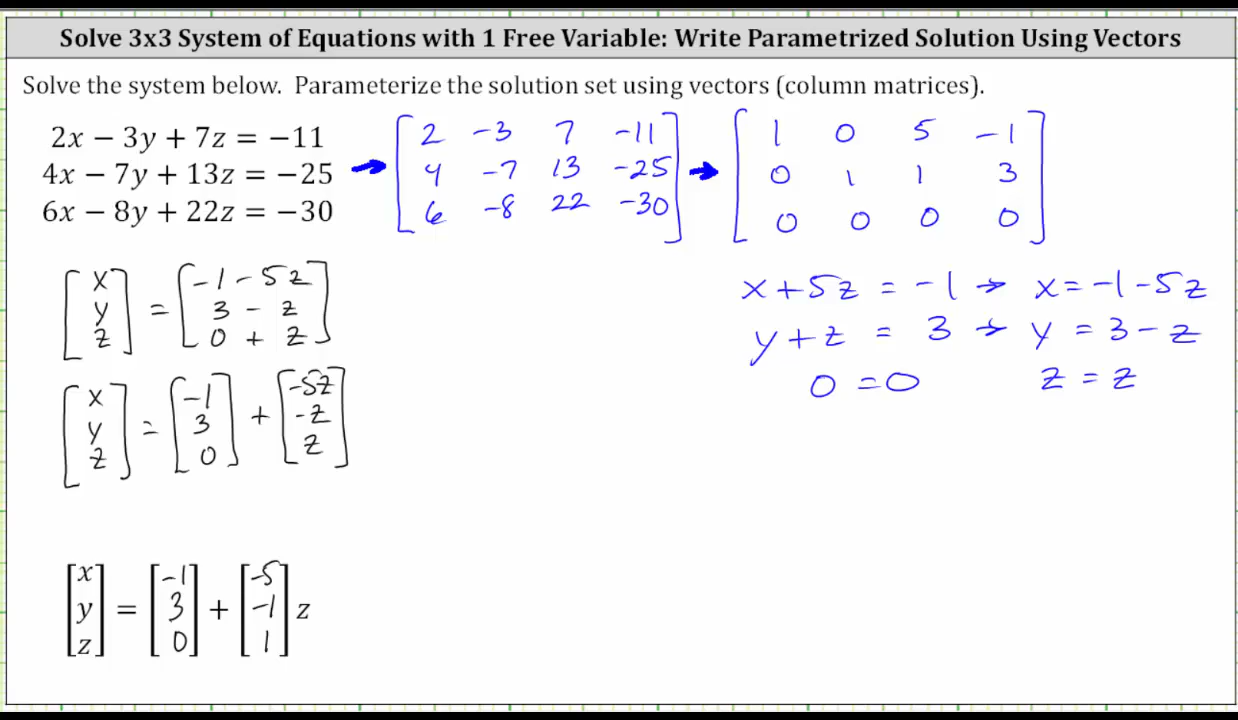 Solve 3x3 System of Equations with 1 Free Variable: Write Parametrized Solution Using Vectors
Solve the system below.  Parameterize the solution set using vectors (column matrices).
2x − 3y + 7z = −11
4x − 7y + 13z = −25
6x − 8y + 22z = −30
→ [ 2 −3 7 −11 ]
[ 4 −7 13 −25 ]
[ 6 −8 22 −30 ]
→ [ 1 0 5 −1 ]
[ 0 1 1 3 ]
[ 0 0 0 0 ]
x + 5z = −1 → x = −1 − 5z
y + z = 3 → y = 3 − z
0 = 0 z = z
[ x ] [ −1 − 5z ]
[ y ] = [ 3 − z ]
[ z ] [ 0 + z ]
[ x ] [ −1 ] [ −5z ]
[ y ] = [ 3 ] + [ −z ]
[ z ] [ 0 ] [ z ]
[ x ] [ −1 ] [ −5 ]
[ y ] = [ 3 ] + [ −1 ] z
[ z ] [ 0 ] [ 1 ]